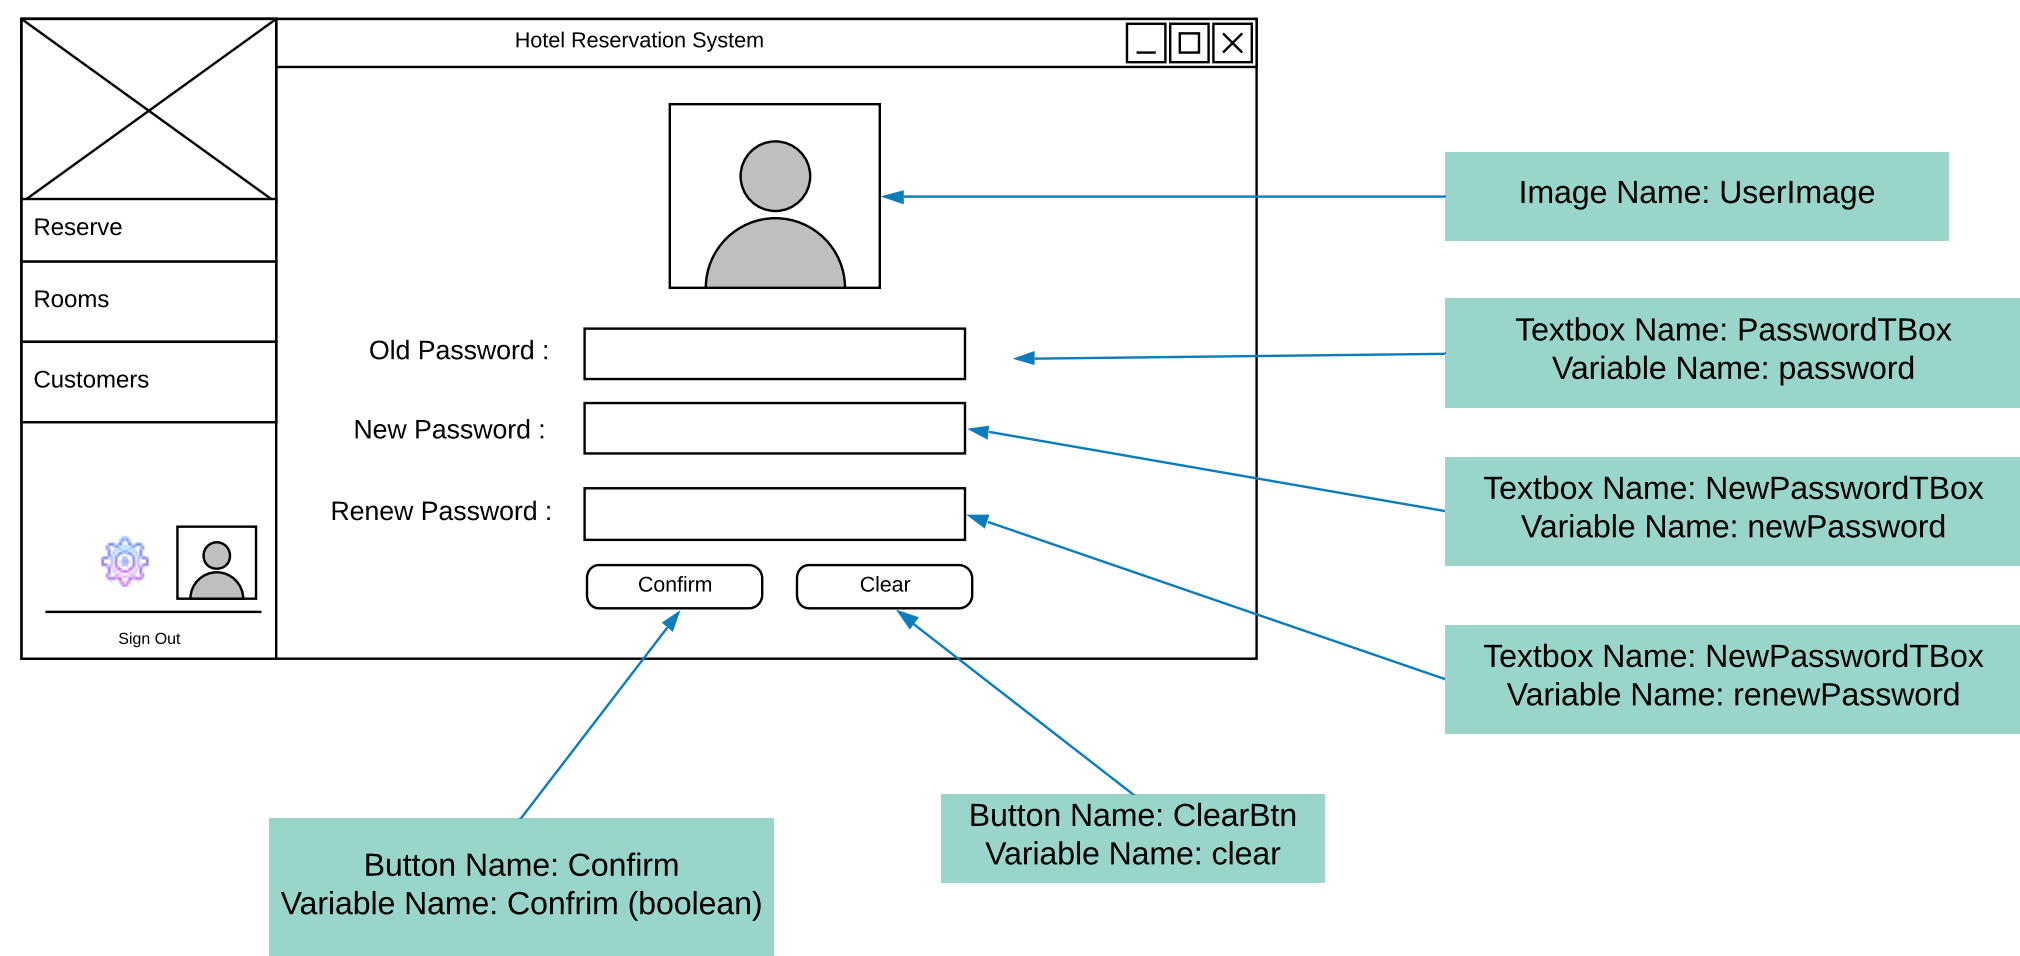 Hotel Reservation System
Reserve
Rooms
Customers
Sign Out
Old Password :
New Password :
Renew Password :
Confirm
Clear
Image Name: UserImage
Textbox Name: PasswordTBox
Variable Name: password
Textbox Name: NewPasswordTBox
Variable Name: newPassword
Textbox Name: NewPasswordTBox
Variable Name: renewPassword
Button Name: ClearBtn
Variable Name: clear
Button Name: Confirm
Variable Name: Confrim (boolean)